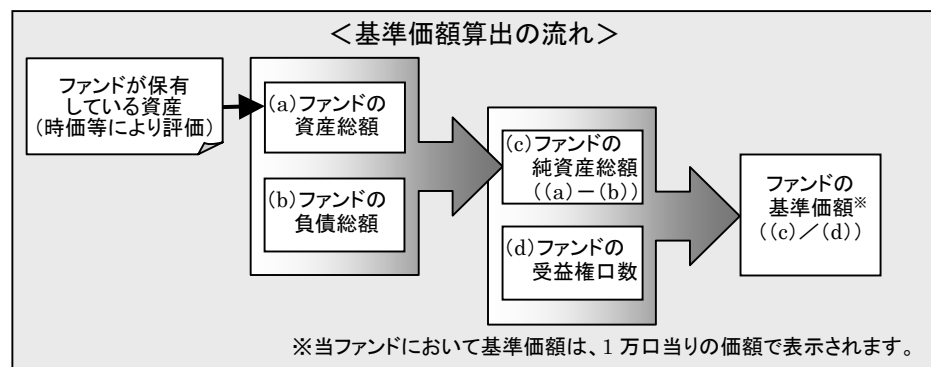 ＜基準価額算出の流れ＞
ファンドが保有
している資産
(時価等により評価)
(a)ファンドの
資産総額
(b)ファンドの
負債総額
(c)ファンドの
純資産総額
((a)－(b))
(d)ファンドの
受益権口数
ファンドの
基準価額※
((c)／(d))
※当ファンドにおいて基準価額は、1万口当りの価額で表示されます。